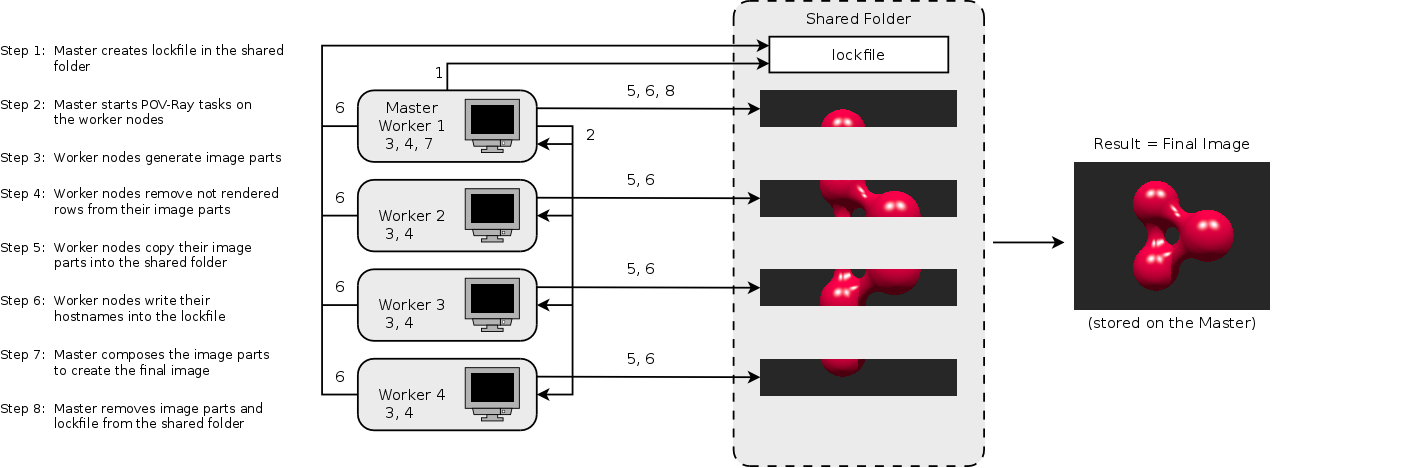 Step 1: Master creates lockfile in the shared
folder
Step 2: Master starts POV-Ray tasks on
the worker nodes
Step 3: Worker nodes generate image parts
Step 4: Worker nodes remove not rendered
rows from their image parts
Step 5: Worker nodes copy their image
parts into the shared folder
Step 6: Worker nodes write their
hostnames into the lockfile
Step 7: Master composes the image parts
to create the final image
Step 8: Master removes image parts and
lockfile from the shared folder
1
6
Master
Worker 1
3, 4, 7
5, 6, 8
2
6
Worker 2
3, 4
5, 6
6
Worker 3
3, 4
5, 6
6
Worker 4
3, 4
5, 6
Shared Folder
lockfile
Result = Final Image
(stored on the Master)